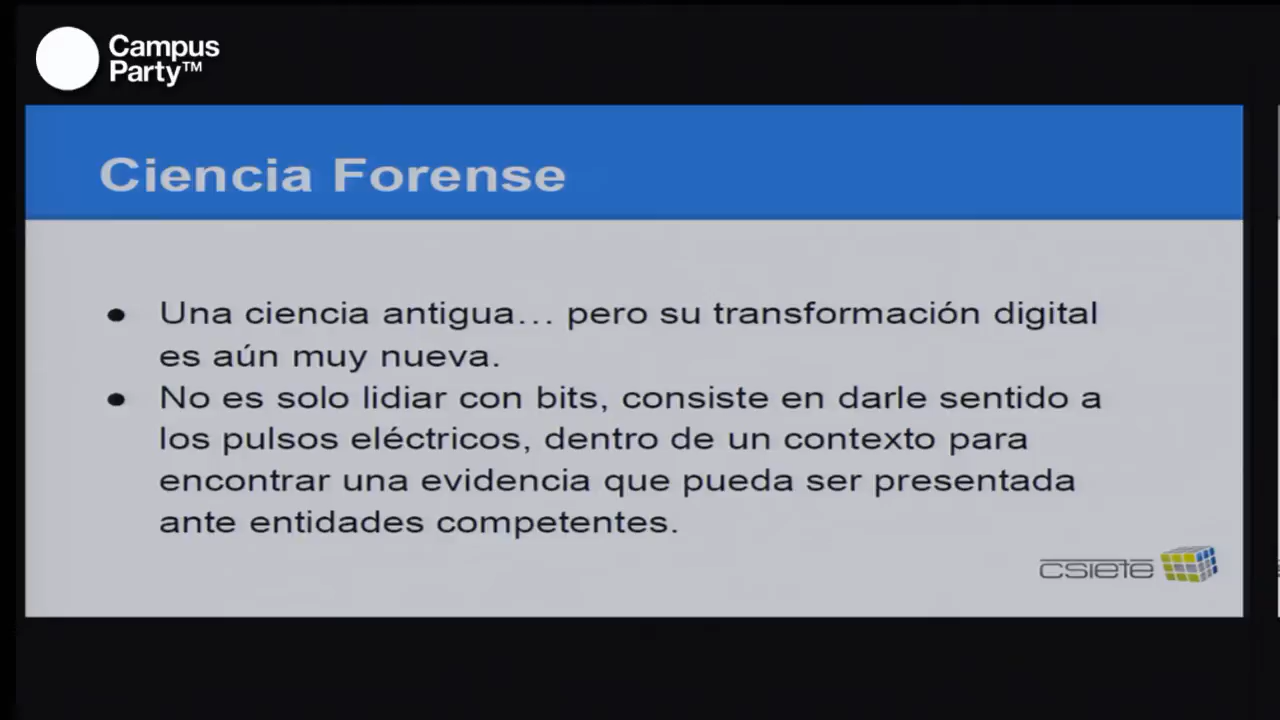 Campus
Party™
Ciencia Forense
● Una ciencia antigua... pero su transformación digital
es aún muy nueva.
● No es solo lidiar con bits, consiste en darle sentido a
los pulsos eléctricos, dentro de un contexto para
encontrar una evidencia que pueda ser presentada
ante entidades competentes.
csiete